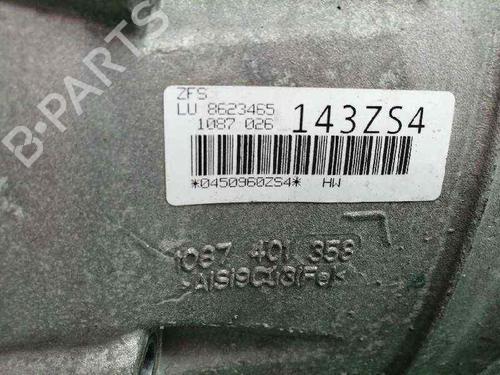 B-PARTS
ZFS
LU 8623465
1087 026 143ZS4
*0450960ZS4* HW
1087 401 358
>AlSi9Cu3(Fe)<